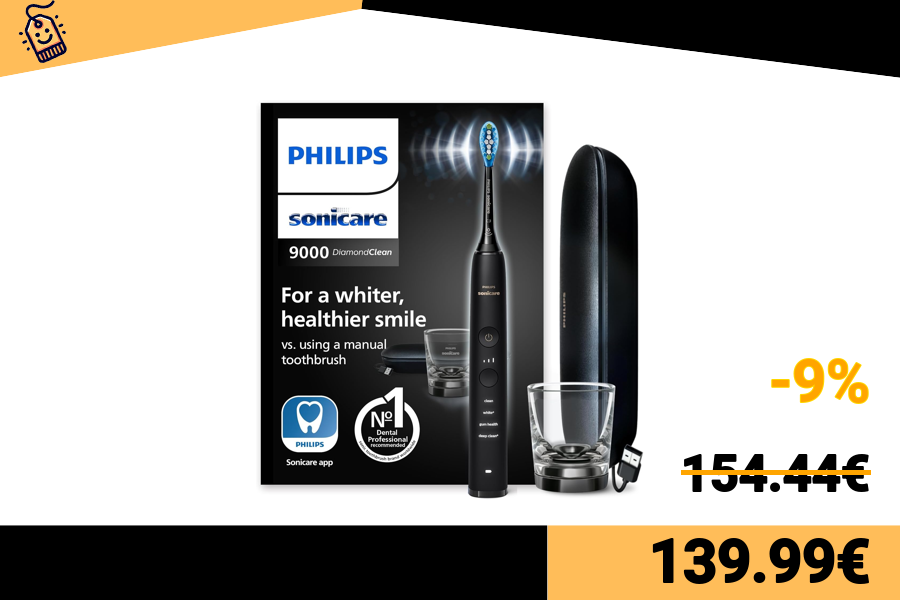 PHILIPS
sonicare
9000 DiamondClean
For a whiter,
healthier smile
vs. using a manual
toothbrush
PHILIPS
Sonicare app
Nº1
Dental
Professional
recommended
PHILIPS
sonicare
clean
white+
gum health
deep clean+
-9%
154.44€
139.99€